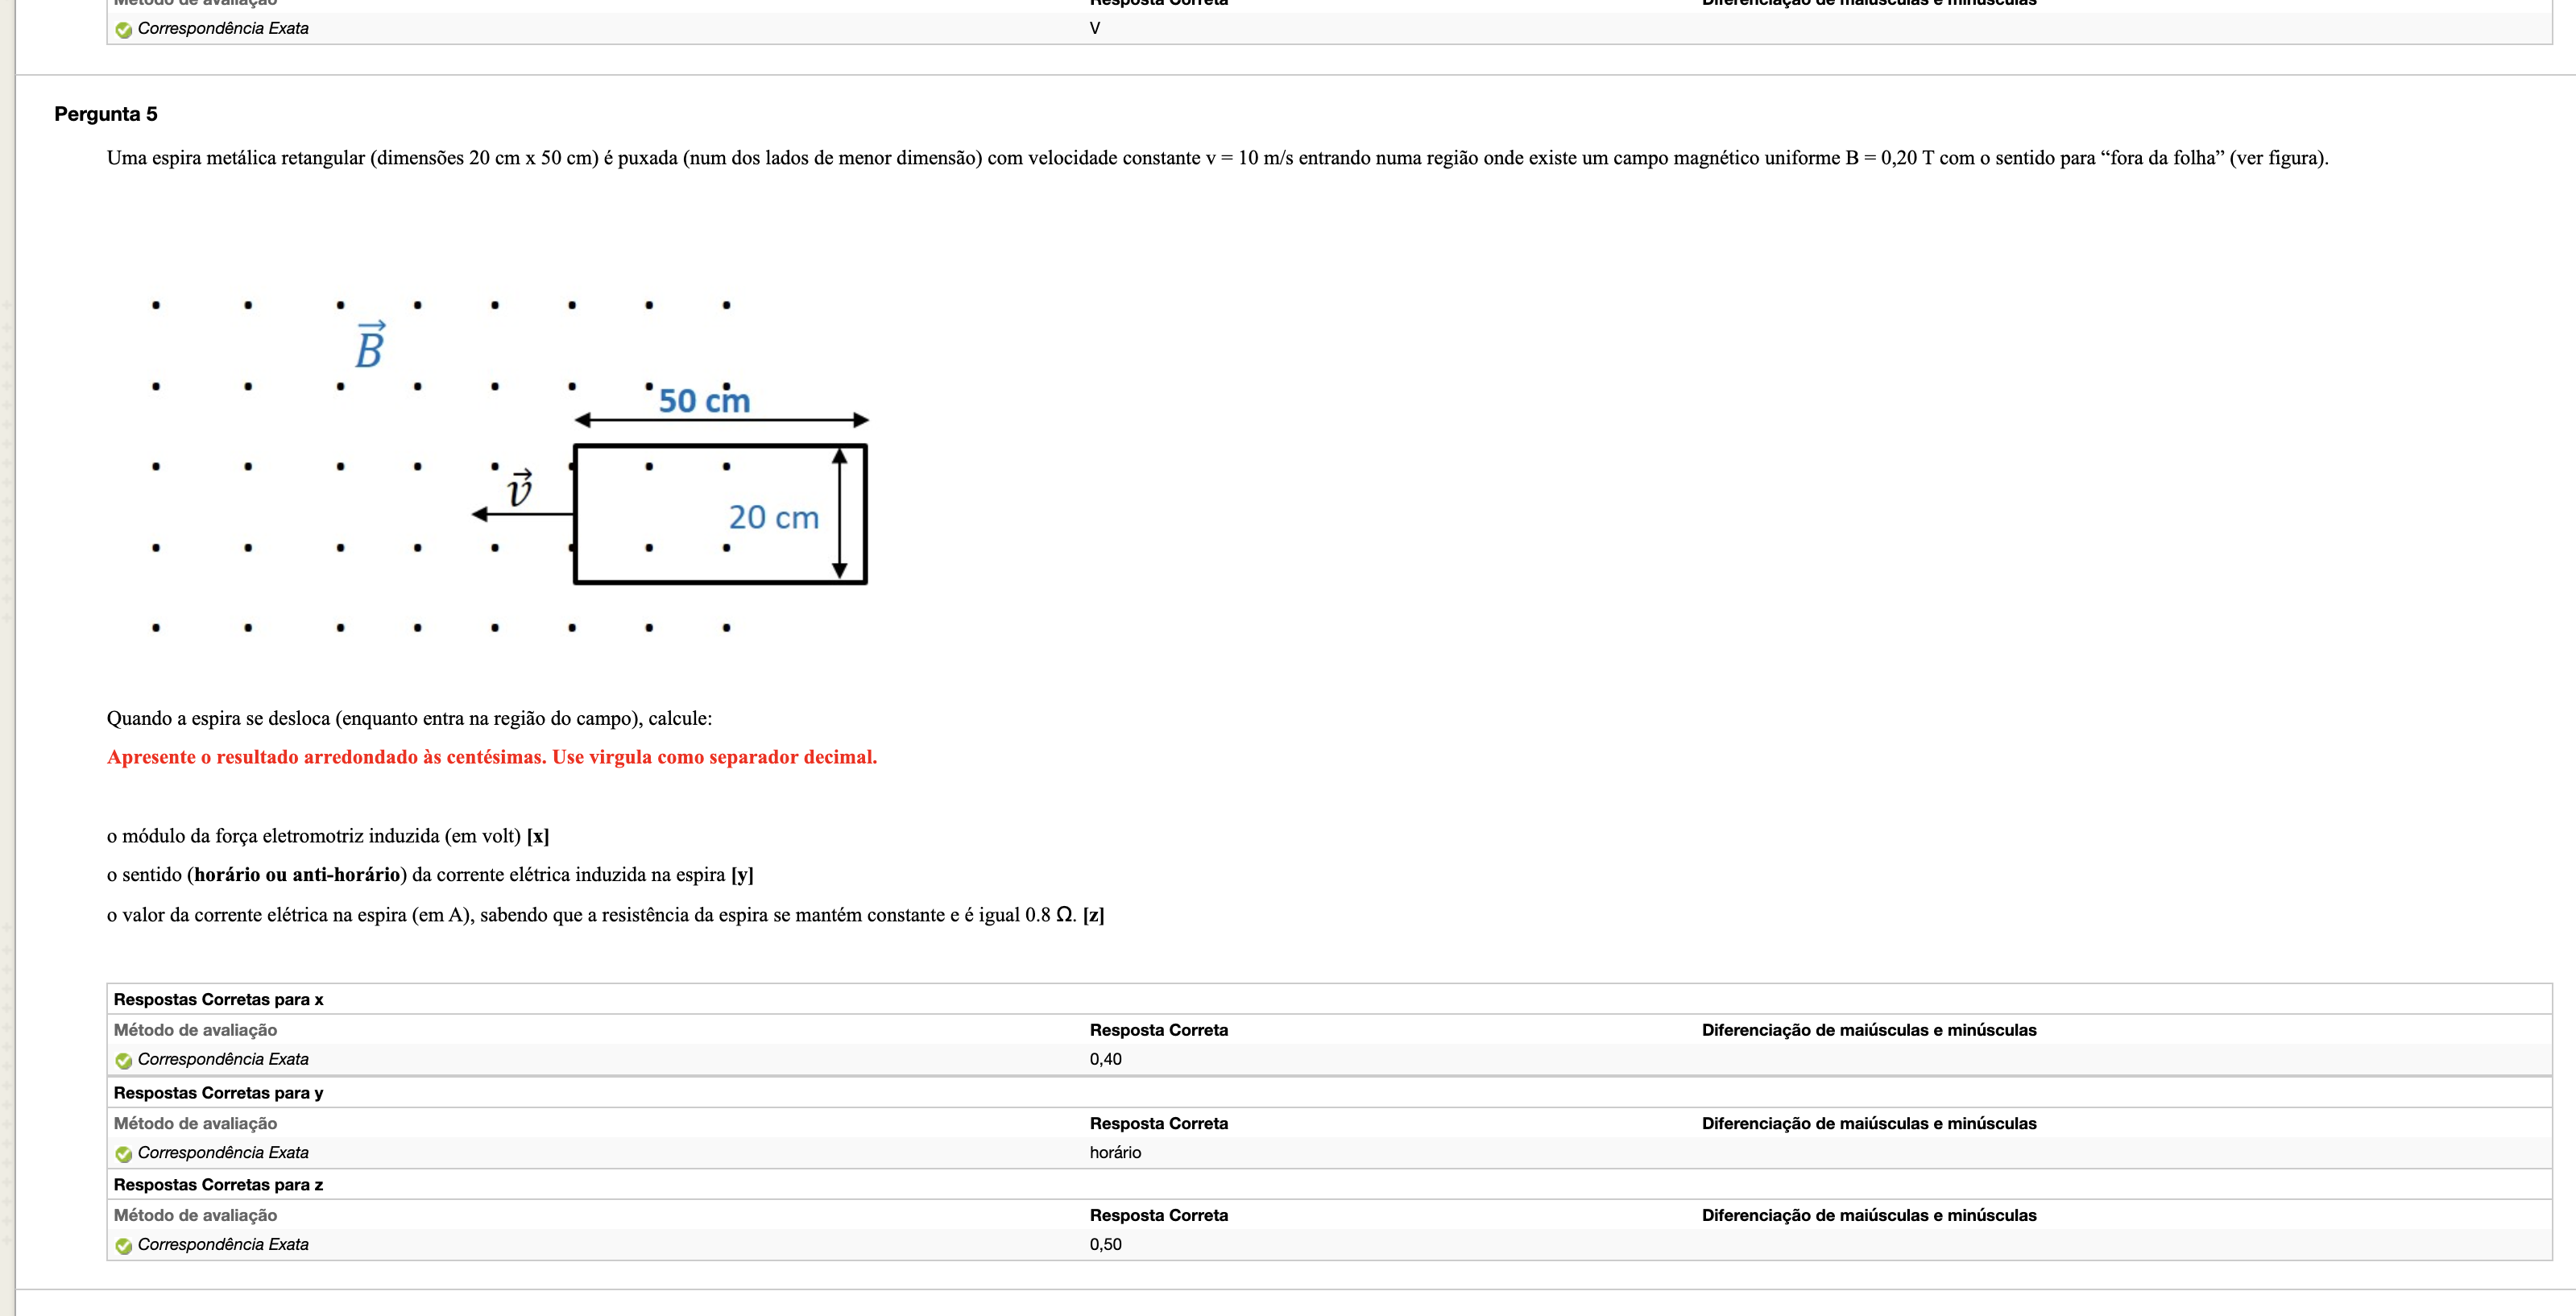 Método de avaliação Resposta Correta Diferenciação de maiúsculas e minúsculas
Correspondência Exata V
Pergunta 5
Uma espira metálica retangular (dimensões 20 cm x 50 cm) é puxada (num dos lados de menor dimensão) com velocidade constante v = 10 m/s entrando numa região onde existe um campo magnético uniforme B = 0,20 T com o sentido para “fora da folha” (ver figura).
B⃗
50 cm
v⃗
20 cm
Quando a espira se desloca (enquanto entra na região do campo), calcule:
Apresente o resultado arredondado às centésimas. Use virgula como separador decimal.
o módulo da força eletromotriz induzida (em volt) [x]
o sentido (horário ou anti-horário) da corrente elétrica induzida na espira [y]
o valor da corrente elétrica na espira (em A), sabendo que a resistência da espira se mantém constante e é igual 0.8 Ω. [z]
Respostas Corretas para x
Método de avaliação Resposta Correta Diferenciação de maiúsculas e minúsculas
Correspondência Exata 0,40
Respostas Corretas para y
Método de avaliação Resposta Correta Diferenciação de maiúsculas e minúsculas
Correspondência Exata horário
Respostas Corretas para z
Método de avaliação Resposta Correta Diferenciação de maiúsculas e minúsculas
Correspondência Exata 0,50